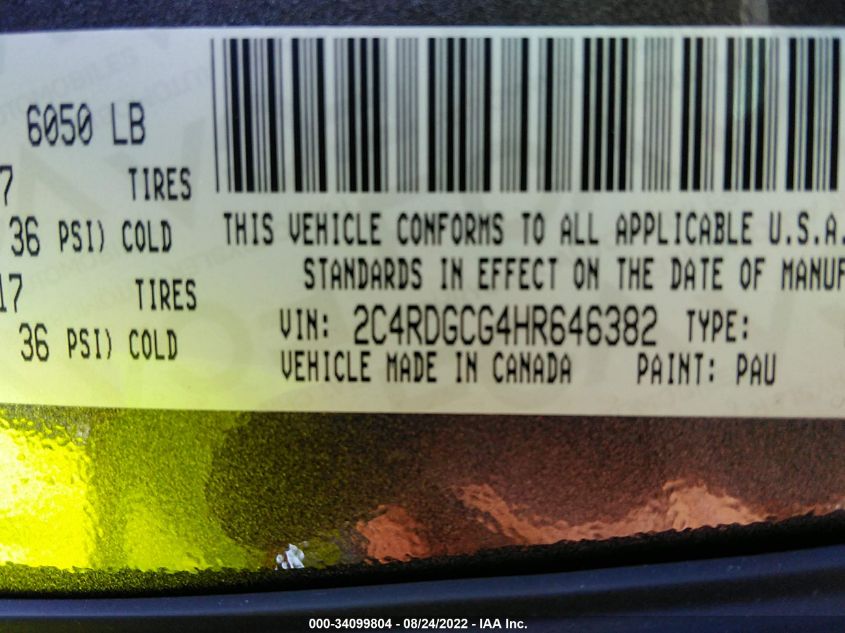 6050 LB
7 TIRES
36 PSI) COLD
17 TIRES
36 PSI) COLD
THIS VEHICLE CONFORMS TO ALL APPLICABLE U.S.A.
STANDARDS IN EFFECT ON THE DATE OF MANUF
VIN: 2C4RDGCG4HR646382 TYPE:
VEHICLE MADE IN CANADA PAINT: PAU
000-34099804 - 08/24/2022 - IAA Inc.